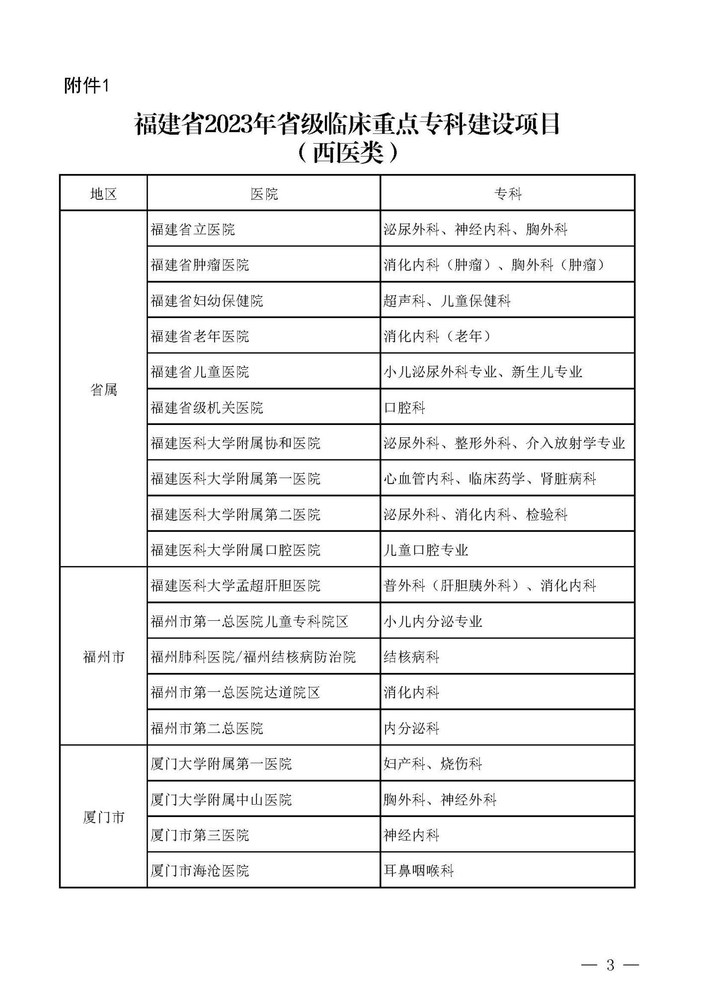 附件1
福建省2023年省级临床重点专科建设项目
（西医类）
地区 医院 专科
省属
福建省立医院 泌尿外科、神经内科、胸外科
福建省肿瘤医院 消化内科（肿瘤）、胸外科（肿瘤）
福建省妇幼保健院 超声科、儿童保健科
福建省老年医院 消化内科（老年）
福建省儿童医院 小儿泌尿外科专业、新生儿专业
福建省级机关医院 口腔科
福建医科大学附属协和医院 泌尿外科、整形外科、介入放射学专业
福建医科大学附属第一医院 心血管内科、临床药学、肾脏病科
福建医科大学附属第二医院 泌尿外科、消化内科、检验科
福建医科大学附属口腔医院 儿童口腔专业
福州市
福建医科大学孟超肝胆医院 普外科（肝胆胰外科）、消化内科
福州市第一总医院儿童专科院区 小儿内分泌专业
福州肺科医院/福州结核病防治院 结核病科
福州市第一总医院达道院区 消化内科
福州市第二总医院 内分泌科
厦门市
厦门大学附属第一医院 妇产科、烧伤科
厦门大学附属中山医院 胸外科、神经外科
厦门市第三医院 神经内科
厦门市海沧医院 耳鼻咽喉科
— 3 —